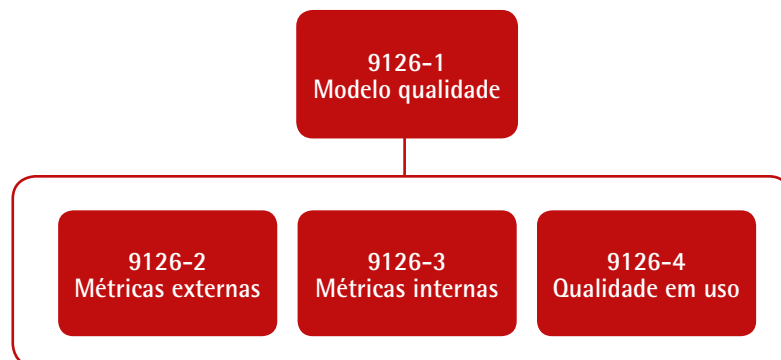 9126-1
Modelo qualidade
9126-2
Métricas externas
9126-3
Métricas internas
9126-4
Qualidade em uso